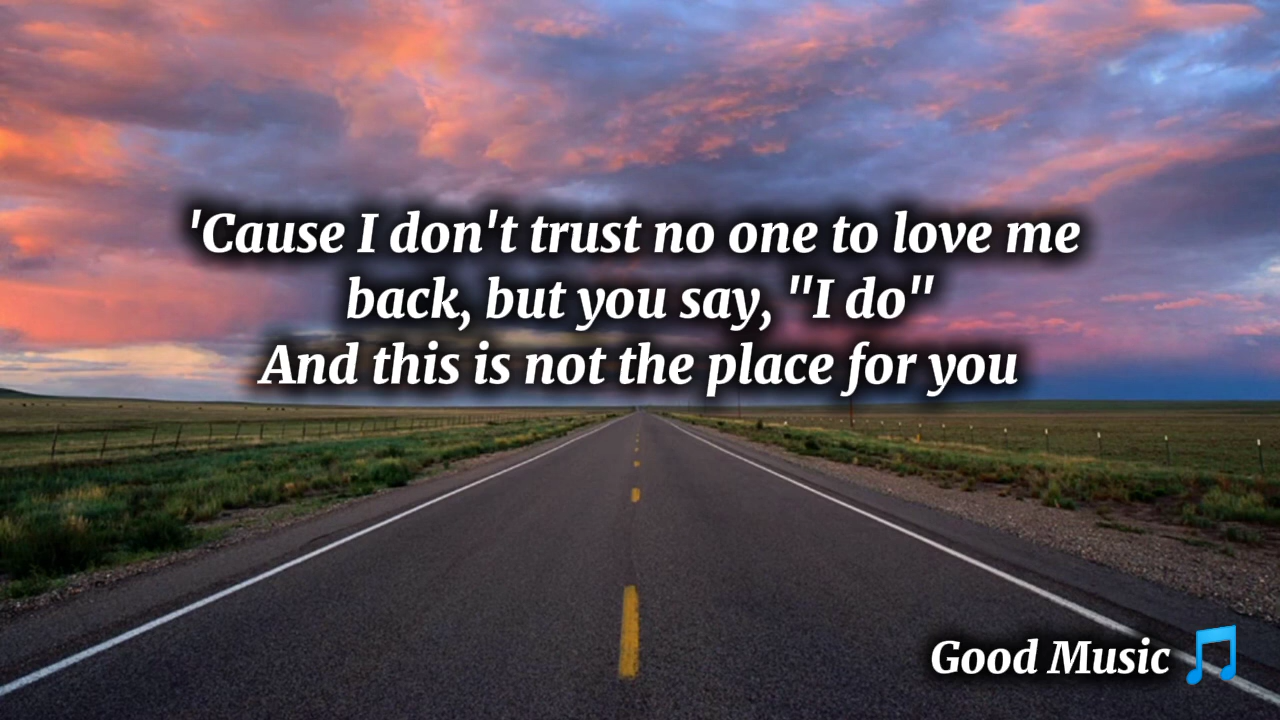 'Cause I don't trust no one to love me
back, but you say, "I do"
And this is not the place for you
Good Music 🎵